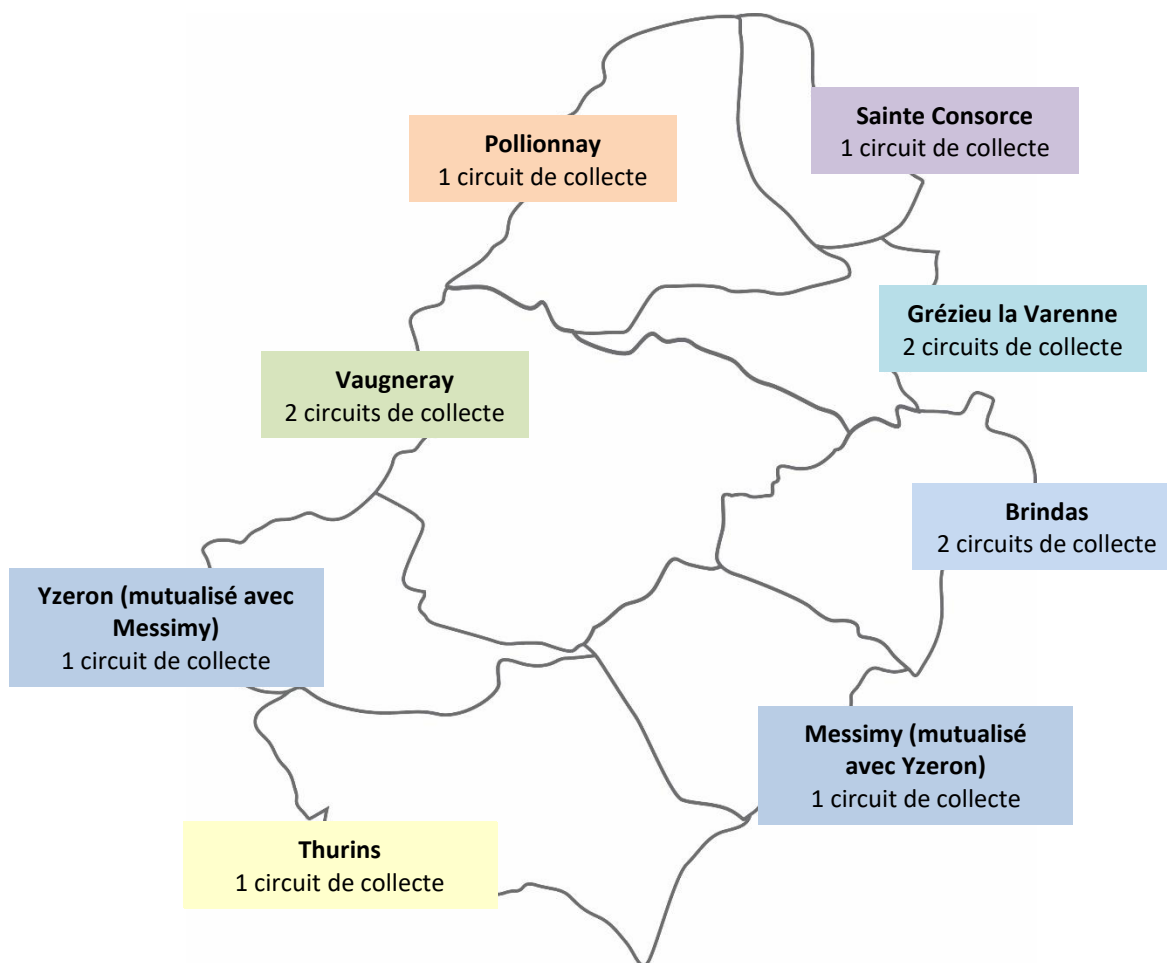 Sainte Consorce
1 circuit de collecte
Pollionnay
1 circuit de collecte
Grézieu la Varenne
2 circuits de collecte
Vaugneray
2 circuits de collecte
Brindas
2 circuits de collecte
Yzeron (mutualisé avec
Messimy)
1 circuit de collecte
Messimy (mutualisé
avec Yzeron)
1 circuit de collecte
Thurins
1 circuit de collecte